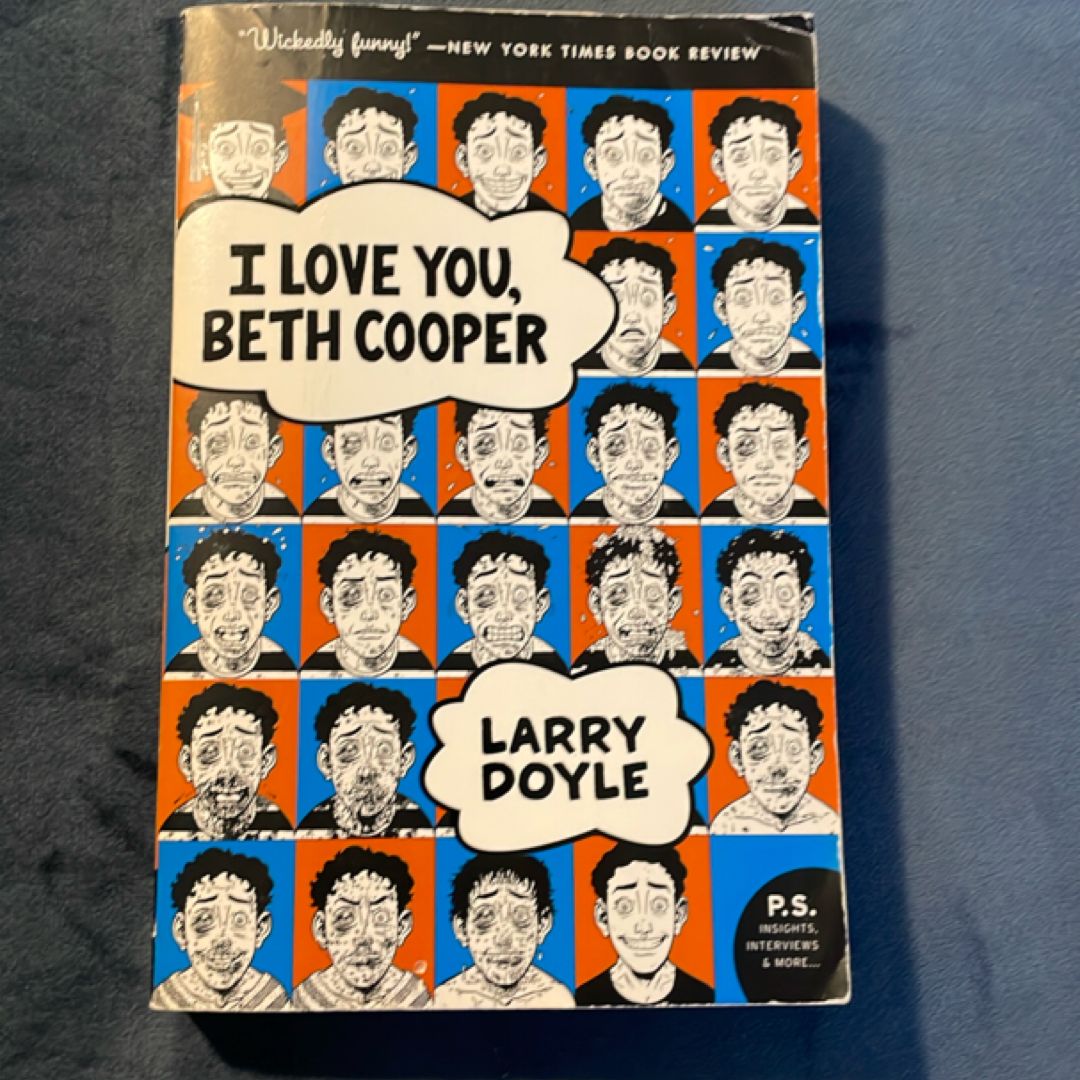 "Wickedly funny!" —NEW YORK TIMES BOOK REVIEW
I LOVE YOU,
BETH COOPER
LARRY
DOYLE
P.S.
INSIGHTS,
INTERVIEWS
& MORE...